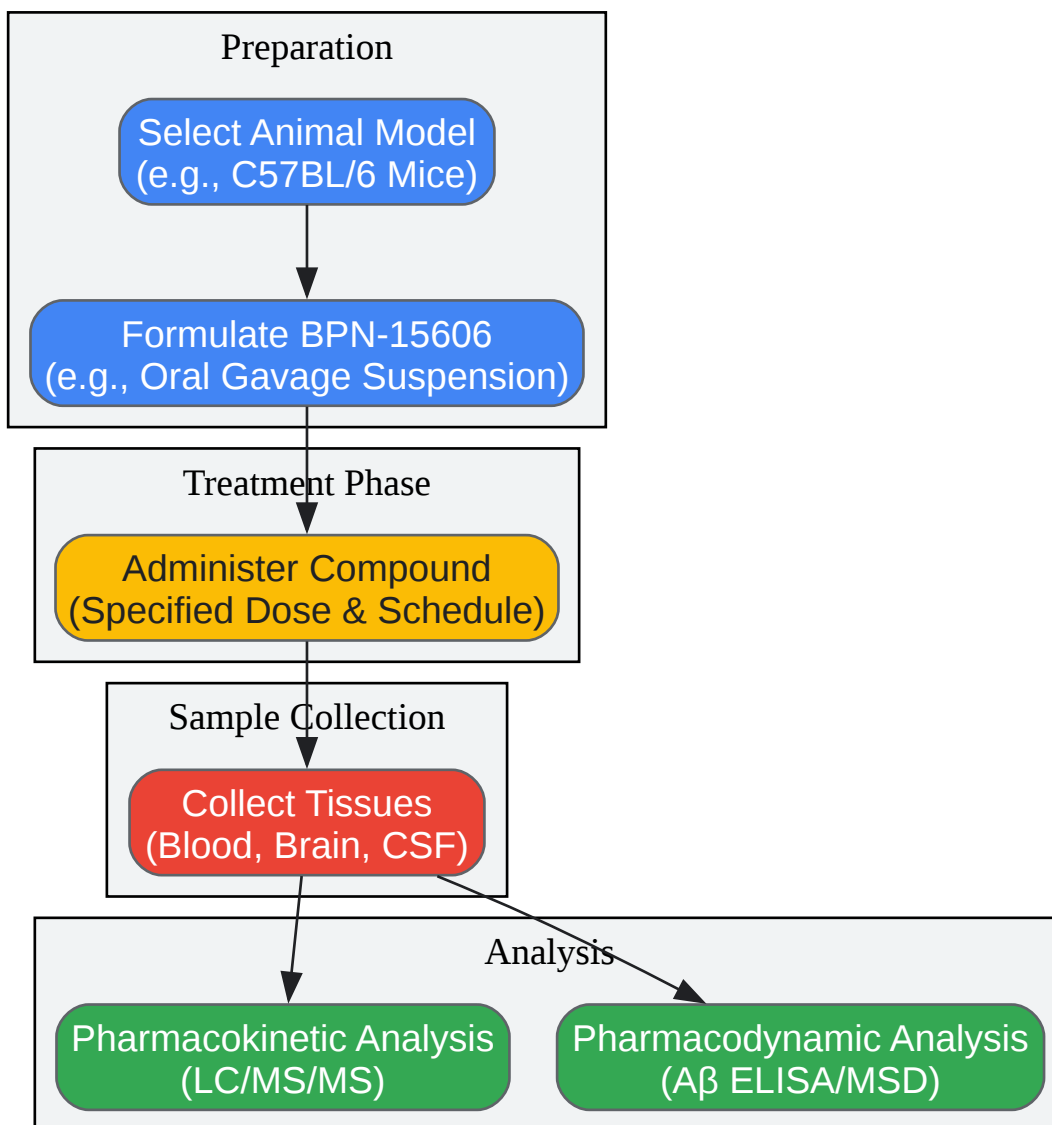 Preparation
Select Animal Model
(e.g., C57BL/6 Mice)
Formulate BPN-15606
(e.g., Oral Gavage Suspension)
Treatment Phase
Administer Compound
(Specified Dose & Schedule)
Sample Collection
Collect Tissues
(Blood, Brain, CSF)
Analysis
Pharmacokinetic Analysis
(LC/MS/MS)
Pharmacodynamic Analysis
(Aβ ELISA/MSD)